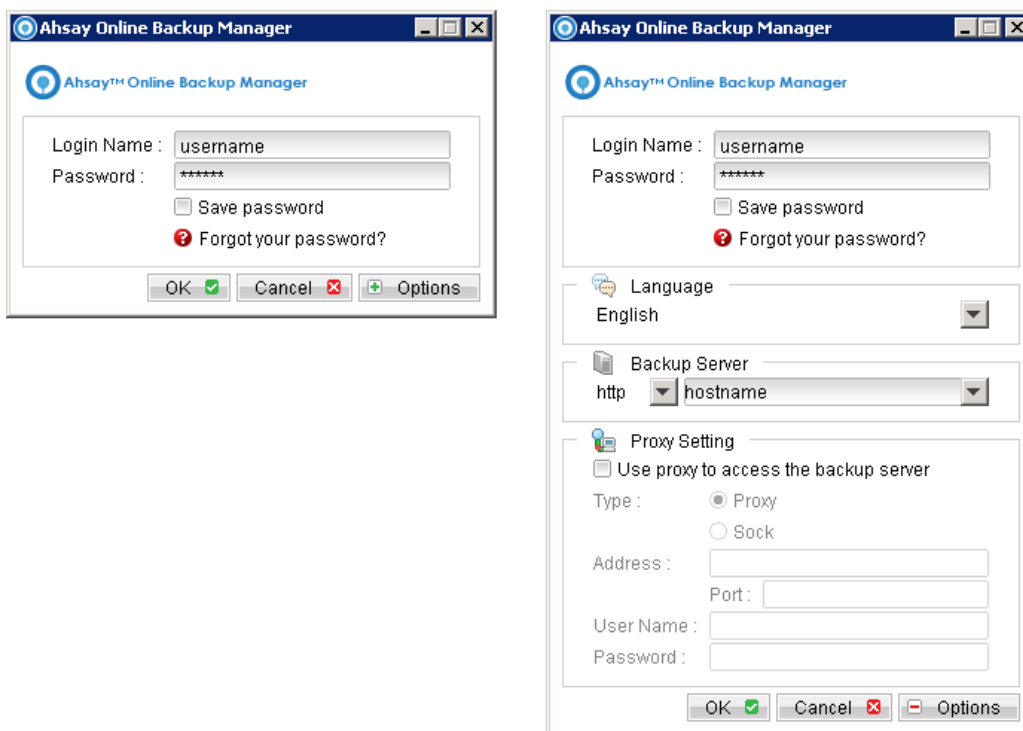 Ahsay Online Backup Manager
Ahsay™ Online Backup Manager
Login Name : username
Password : ******
Save password
Forgot your password?
OK Cancel Options
Ahsay Online Backup Manager
Ahsay™ Online Backup Manager
Login Name : username
Password : ******
Save password
Forgot your password?
Language
English
Backup Server
http hostname
Proxy Setting
Use proxy to access the backup server
Type : Proxy
Sock
Address :
Port :
User Name :
Password :
OK Cancel Options